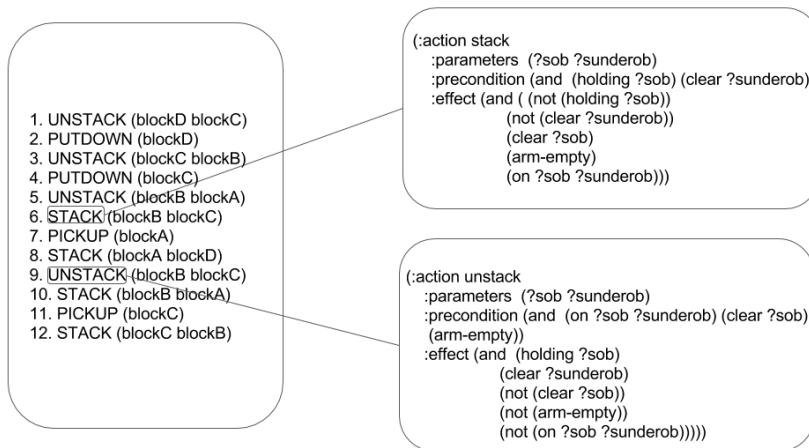 1. UNSTACK (blockD blockC)
2. PUTDOWN (blockD)
3. UNSTACK (blockC blockB)
4. PUTDOWN (blockC)
5. UNSTACK (blockB blockA)
6. STACK (blockB blockC)
7. PICKUP (blockA)
8. STACK (blockA blockD)
9. UNSTACK (blockB blockC)
10. STACK (blockB blockA)
11. PICKUP (blockC)
12. STACK (blockC blockB)
(:action stack
:parameters (?sob ?sunderob)
:precondition (and (holding ?sob) (clear ?sunderob)
:effect (and ( (not (holding ?sob))
(not (clear ?sunderob))
(clear ?sob)
(arm-empty)
(on ?sob ?sunderob)))
(:action unstack
:parameters (?sob ?sunderob)
:precondition (and (on ?sob ?sunderob) (clear ?sob)
(arm-empty))
:effect (and (holding ?sob)
(clear ?sunderob)
(not (clear ?sob))
(not (arm-empty))
(not (on ?sob ?sunderob)))))